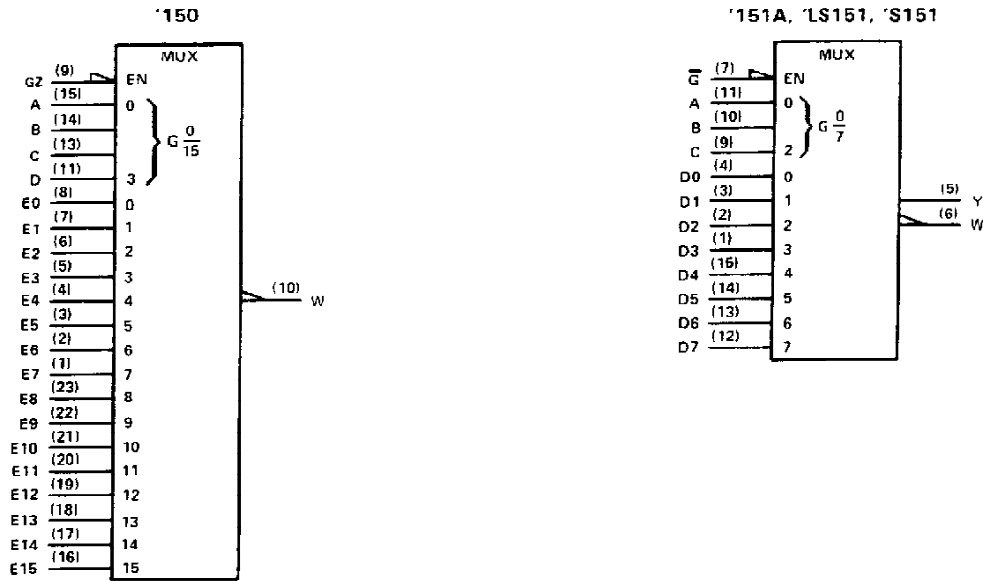 '150
MUX
G2 (9) EN
A (15) 0
B (14)
C (13)
D (11) 3
G 0/15
E0 (8) 0
E1 (7) 1
E2 (6) 2
E3 (5) 3
E4 (4) 4
E5 (3) 5
E6 (2) 6
E7 (1) 7
E8 (23) 8
E9 (22) 9
E10 (21) 10
E11 (20) 11
E12 (19) 12
E13 (18) 13
E14 (17) 14
E15 (16) 15
(10) W
'151A, 'LS151, 'S151
MUX
G̅ (7) EN
A (11) 0
B (10)
C (9) 2
G 0/7
D0 (4) 0
D1 (3) 1
D2 (2) 2
D3 (1) 3
D4 (15) 4
D5 (14) 5
D6 (13) 6
D7 (12) 7
(5) Y
(6) W